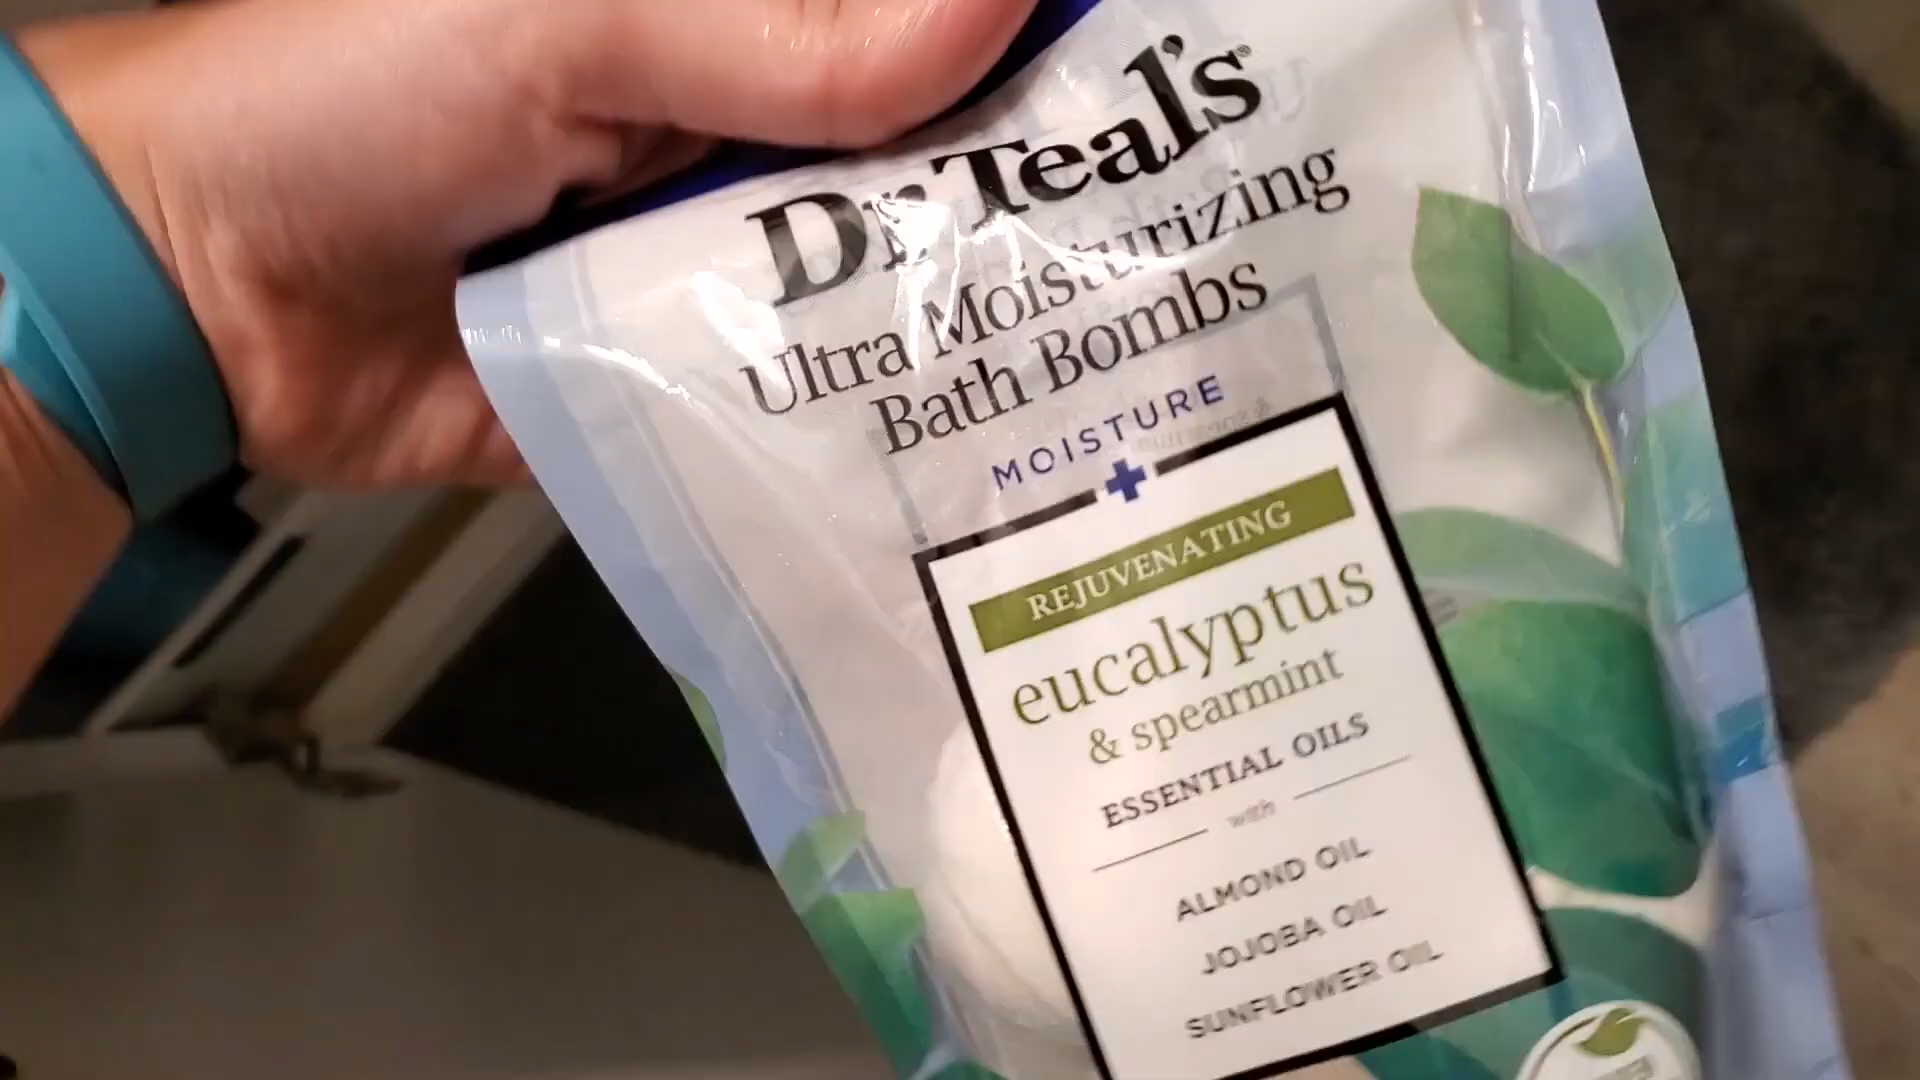 Dr Teal's®
Ultra Moisturizing
Bath Bombs
MOISTURE
REJUVENATING
eucalyptus
& spearmint
ESSENTIAL OILS
with
ALMOND OIL
JOJOBA OIL
SUNFLOWER OIL